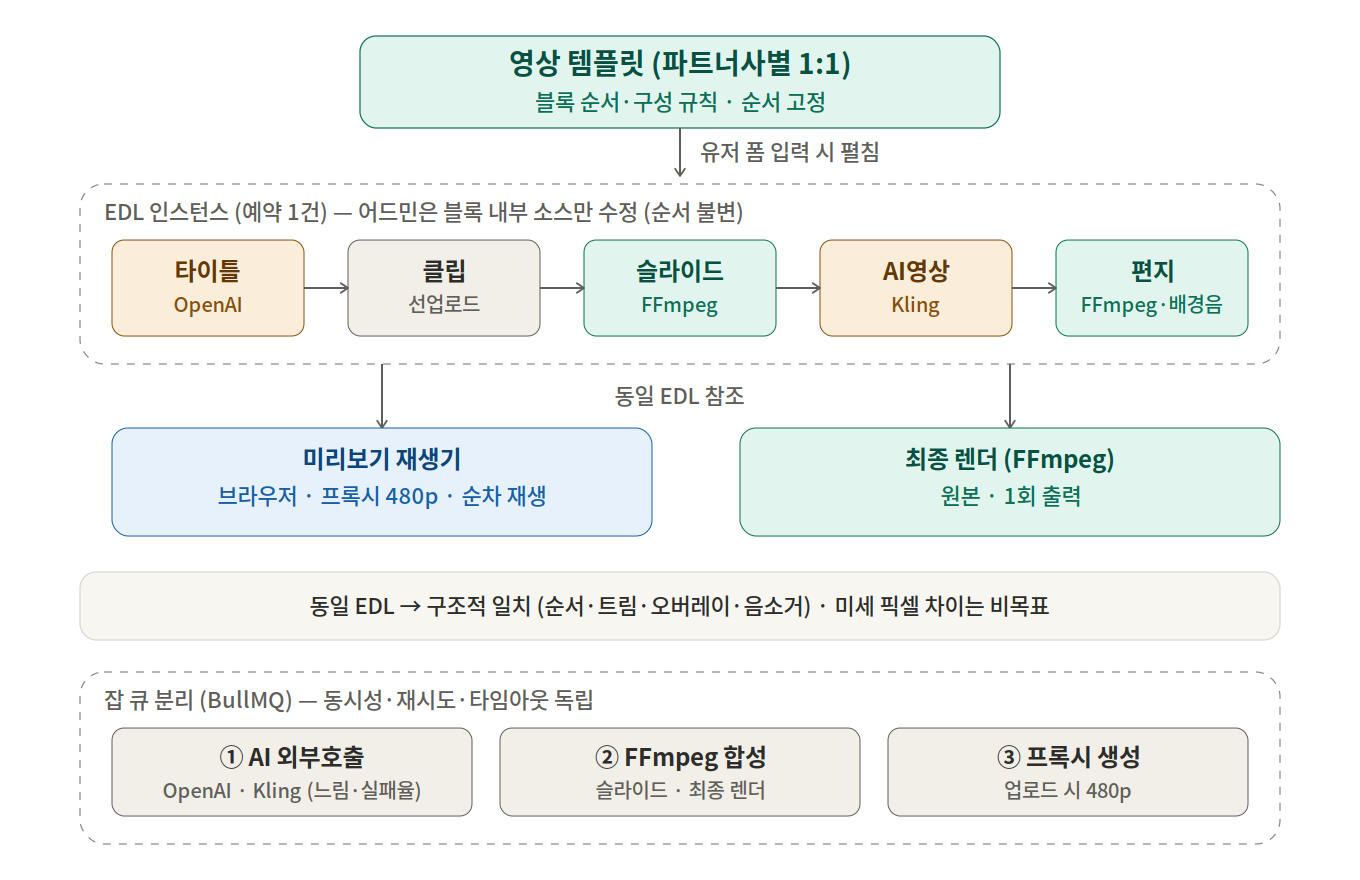 영상 템플릿 (파트너사별 1:1)
블록 순서·구성 규칙 · 순서 고정
유저 폼 입력 시 펼침
EDL 인스턴스 (예약 1건) — 어드민은 블록 내부 소스만 수정 (순서 불변)
타이틀
OpenAI
클립
선업로드
슬라이드
FFmpeg
AI영상
Kling
편지
FFmpeg·배경음
동일 EDL 참조
미리보기 재생기
브라우저 · 프록시 480p · 순차 재생
최종 렌더 (FFmpeg)
원본 · 1회 출력
동일 EDL → 구조적 일치 (순서·트림·오버레이·음소거) · 미세 픽셀 차이는 비목표
잡 큐 분리 (BullMQ) — 동시성·재시도·타임아웃 독립
① AI 외부호출
OpenAI · Kling (느림·실패율)
② FFmpeg 합성
슬라이드 · 최종 렌더
③ 프록시 생성
업로드 시 480p